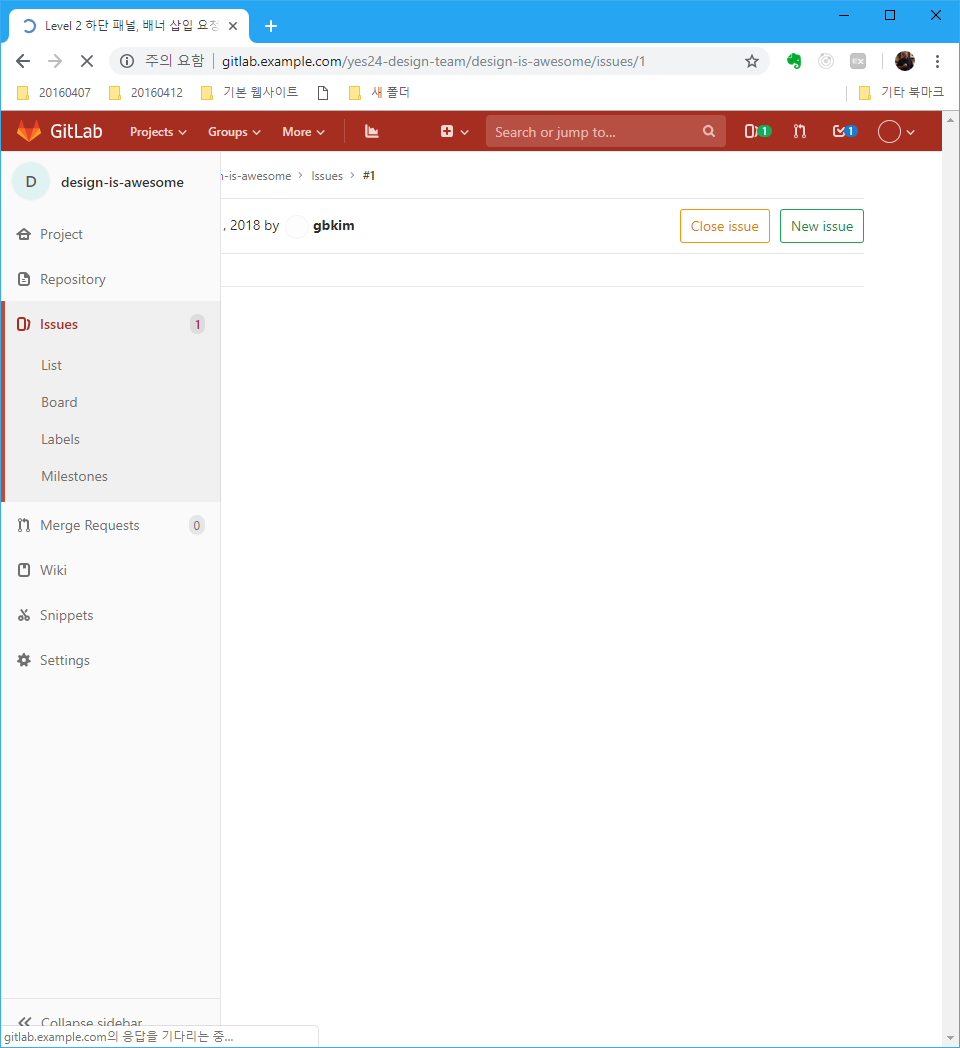 Level 2 하단 패널, 배너 삽입 요청
주의 요함 | gitlab.example.com/yes24-design-team/design-is-awesome/issues/1
20160407 20160412 기본 웹사이트 새 폴더 기타 북마크
GitLab Projects Groups More Search or jump to... 1 1
D design-is-awesome
n-is-awesome > Issues > #1
, 2018 by gbkim Close issue New issue
Project
Repository
Issues 1
List
Board
Labels
Milestones
Merge Requests 0
Wiki
Snippets
Settings
Collapse sidebar
gitlab.example.com의 응답을 기다리는 중...